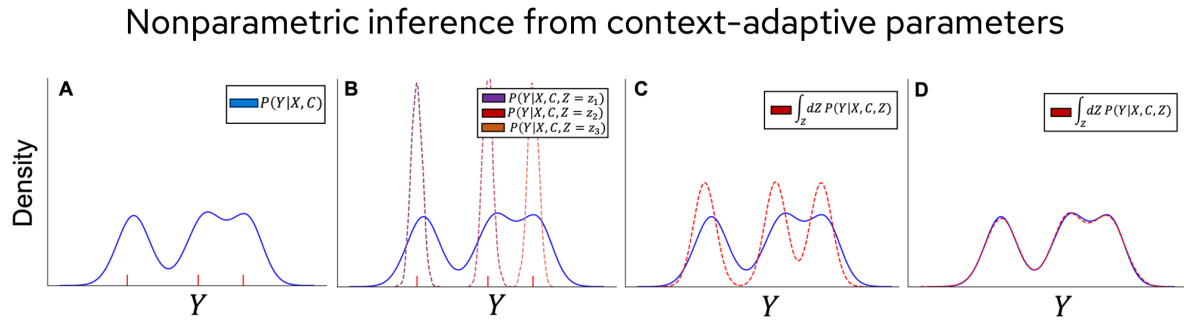 Nonparametric inference from context-adaptive parameters
Density
A
P(Y|X, C)
Y
B
P(Y|X, C, Z = z₁)
P(Y|X, C, Z = z₂)
P(Y|X, C, Z = z₃)
Y
C
∫_Z dZ P(Y|X, C, Z)
Y
D
∫_Z dZ P(Y|X, C, Z)
Y